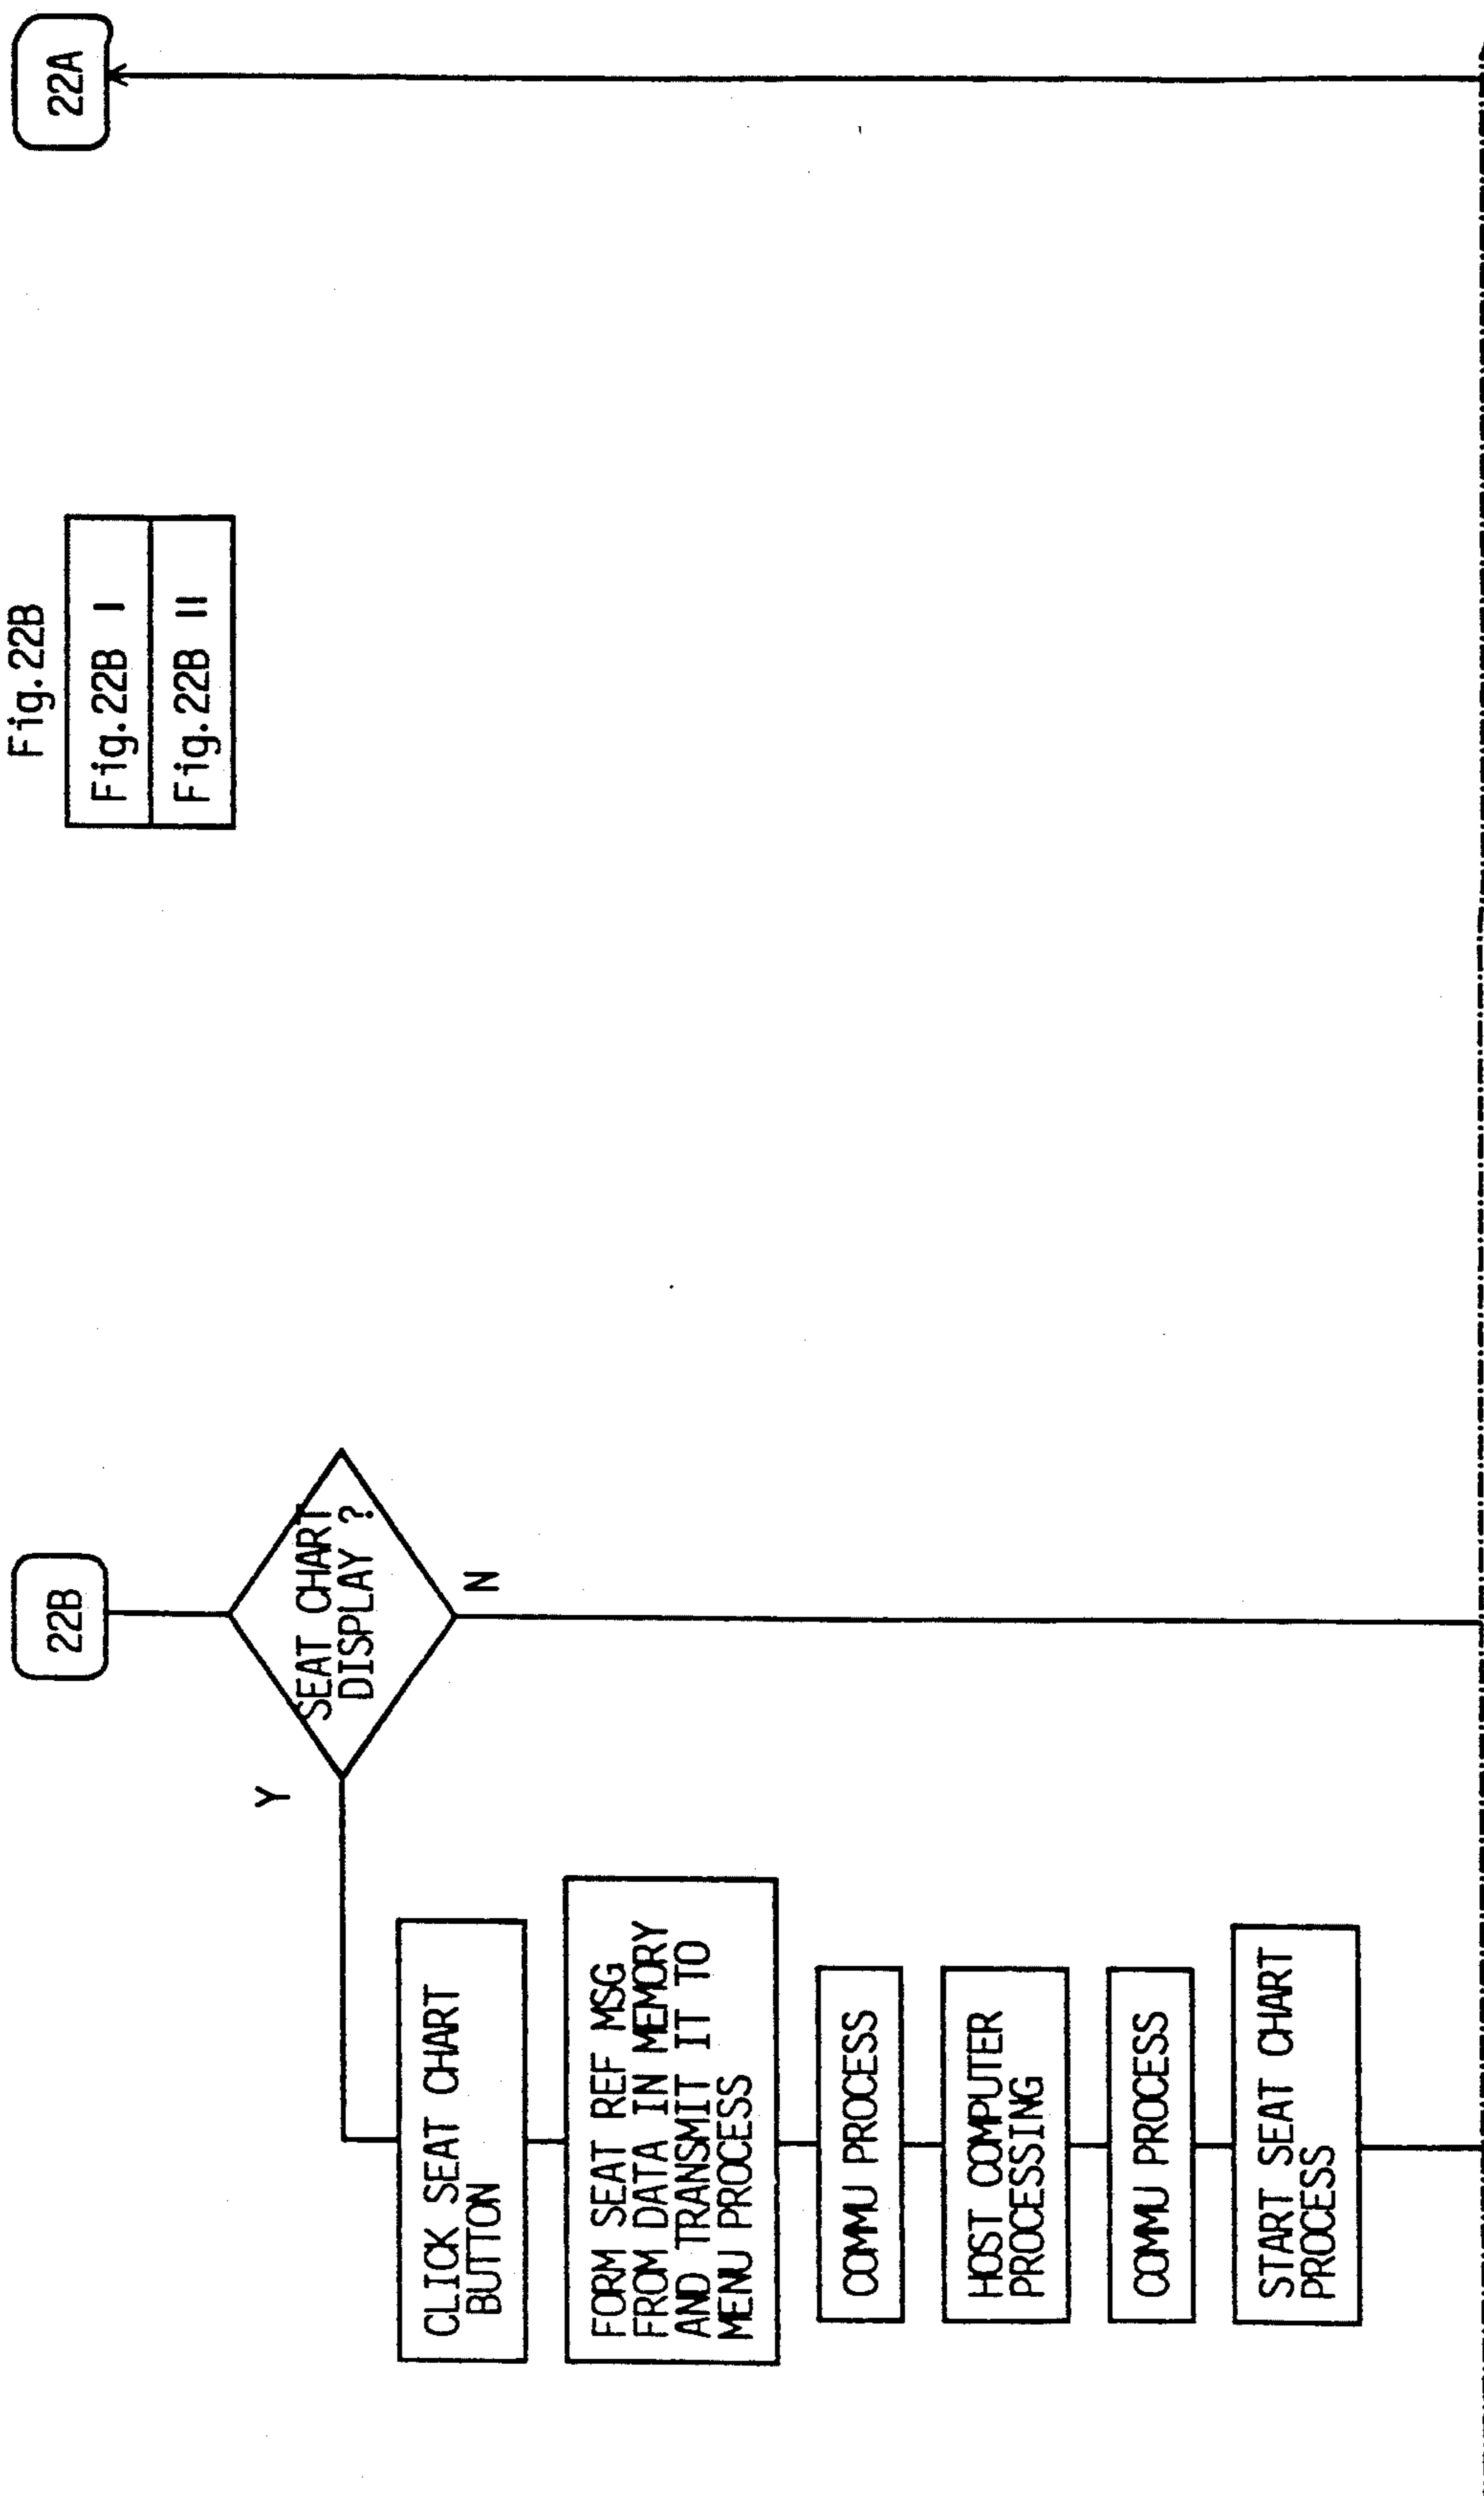 Fig.22B
Fig.22B I
Fig.22B II
22B
22A
SEAT CHART
DISPLAY ?
Y
N
CLICK SEAT CHART
BUTTON
FORM SEAT REF MSG
FROM DATA IN MEMORY
AND TRANSMIT IT TO
MENU PROCESS
COMMU PROCESS
HOST COMPUTER
PROCESSING
COMMU PROCESS
START SEAT CHART
PROCESS